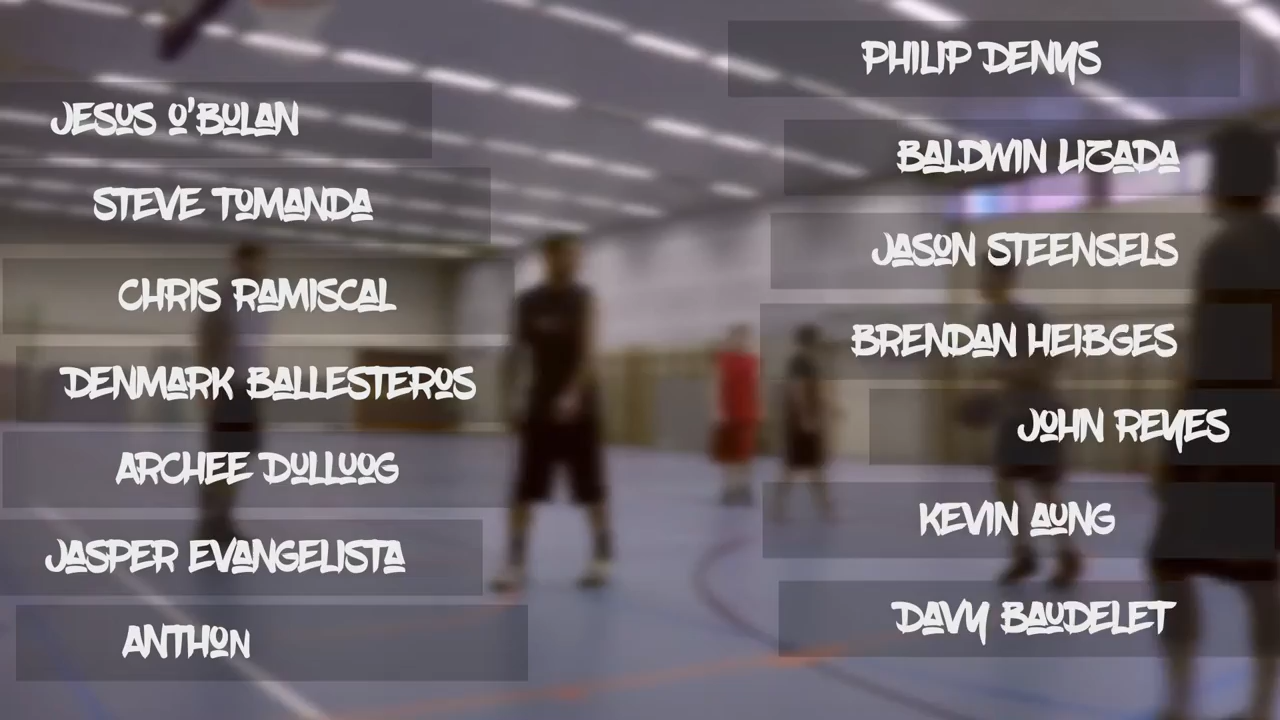 JESUS O'BULAN
STEVE TOMANDA
CHRIS RAMISCAL
DENMARK BALLESTEROS
ARCHEE DULLUOG
JASPER EVANGELISTA
ANTHON
PHILIP DENYS
BALDWIN LIZADA
JASON STEENSELS
BRENDAN HEIBGES
JOHN REYES
KEVIN AUNG
DAVY BAUDELET